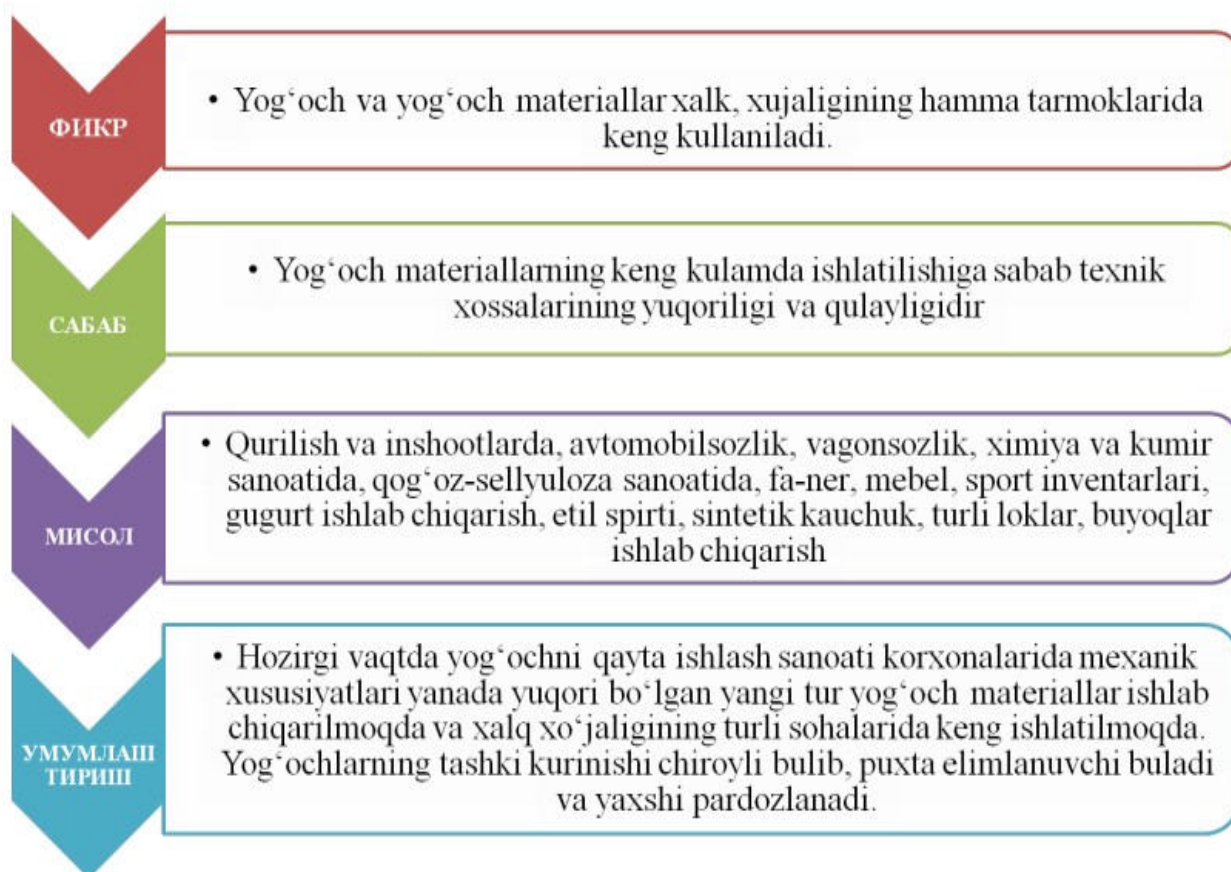 ФИКР
• Yog‘och va yog‘och materiallar xalk, xujaligining hamma tarmoklarida
keng kullaniladi.
САБАБ
• Yog‘och materiallarning keng kulamda ishlatilishiga sabab texnik
xossalarining yuqoriligi va qulayligidir
МИСОЛ
• Qurilish va inshootlarda, avtomobilsozlik, vagonsozlik, ximiya va kumir
sanoatida, qog‘oz-sellyuloza sanoatida, fa-ner, mebel, sport inventarlari,
gugurt ishlab chiqarish, etil spirti, sintetik kauchuk, turli loklar, buyoqlar
ishlab chiqarish
УМУМЛАШ
ТИРИШ
• Hozirgi vaqtda yog‘ochni qayta ishlash sanoati korxonalarida mexanik
xususiyatlari yanada yuqori bo‘lgan yangi tur yog‘och materiallar ishlab
chiqarilmoqda va xalq xo‘jaligining turli sohalarida keng ishlatilmoqda.
Yog‘ochlarning tashki kurinishi chiroyli bulib, puxta elimlanuvchi buladi
va yaxshi pardozlanadi.